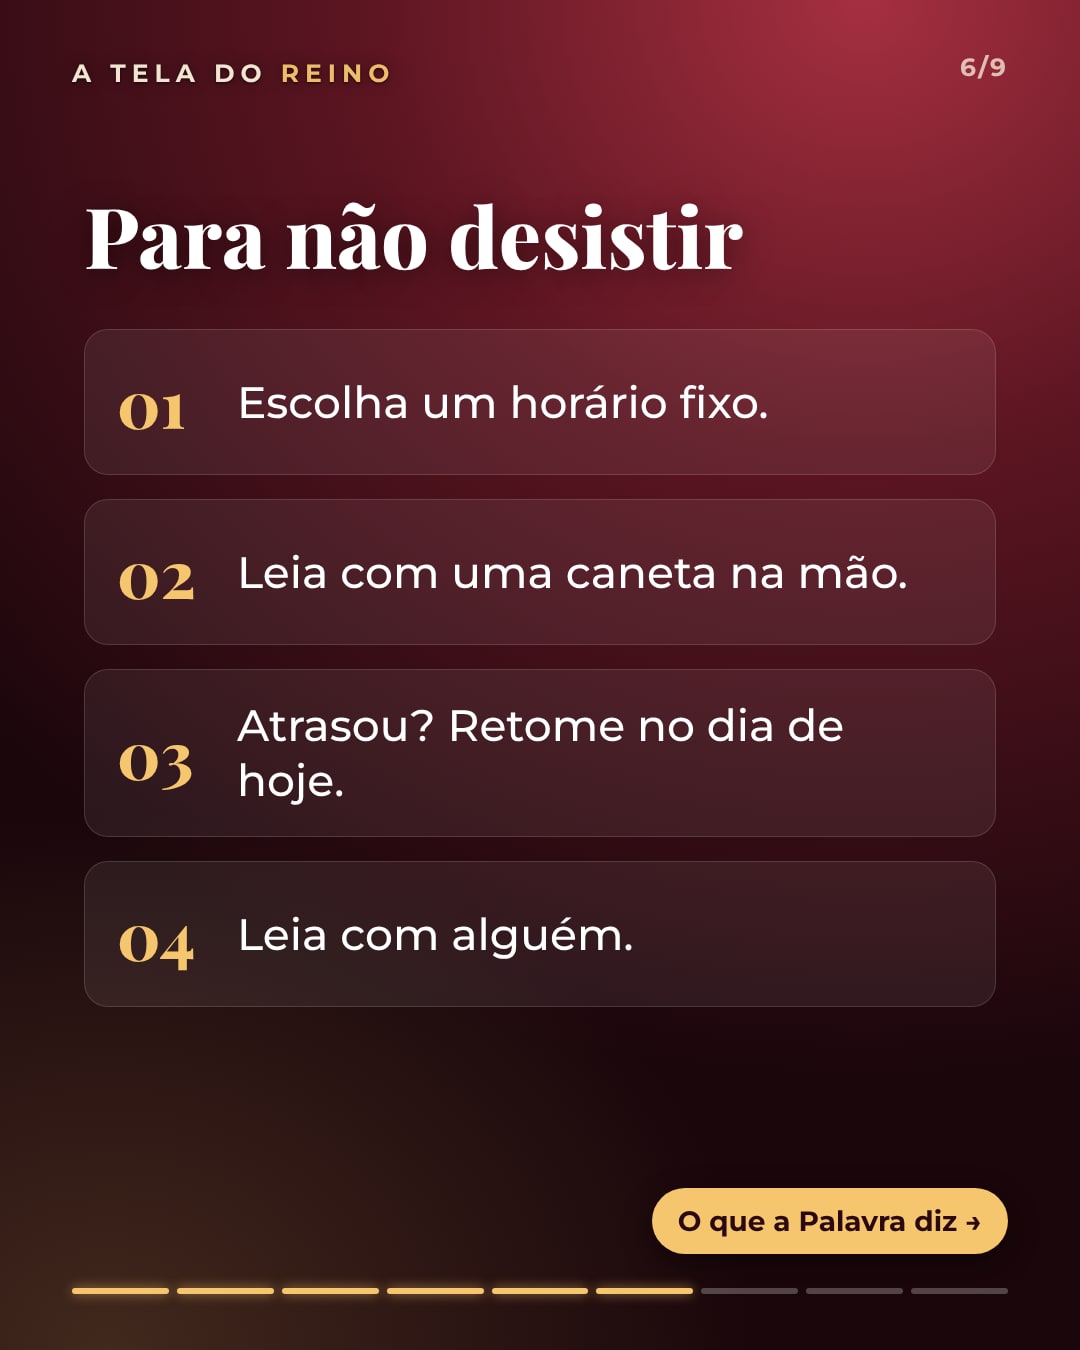 A TELA DO REINO
6/9
Para não desistir
01 Escolha um horário fixo.
02 Leia com uma caneta na mão.
03 Atrasou? Retome no dia de
hoje.
04 Leia com alguém.
O que a Palavra diz →